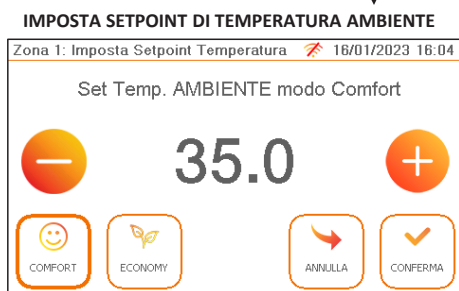 IMPOSTA SETPOINT DI TEMPERATURA AMBIENTE
Zona 1: Imposta Setpoint Temperatura 16/01/2023 16:04
Set Temp. AMBIENTE modo Comfort
35.0
COMFORT ECONOMY ANNULLA CONFERMA